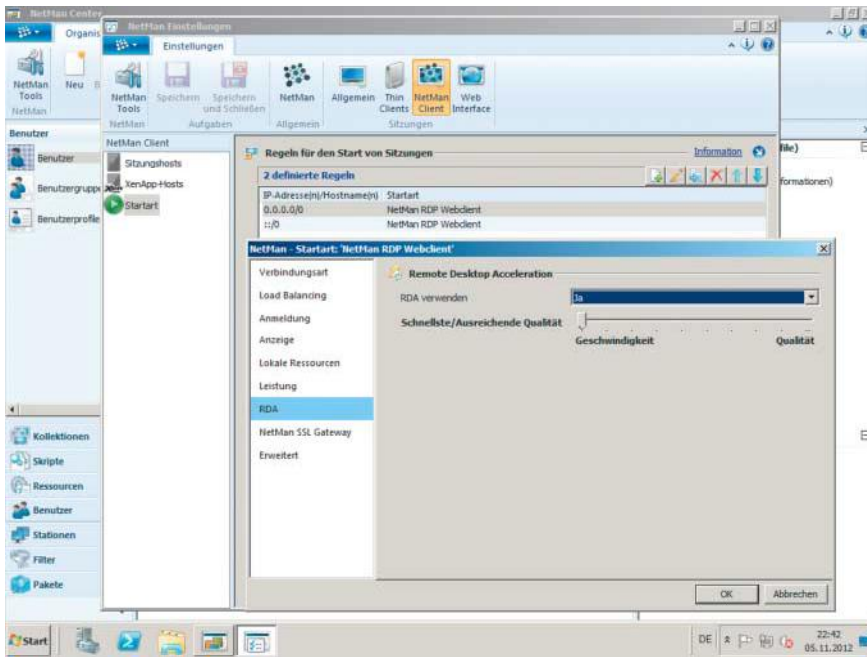 NetMan Center
Organis
NetMan Tools
Neu
NetMan
Benutzer
Benutzer
Benutzergruppe
Benutzerprofile
Kollektionen
Skripte
Ressourcen
Benutzer
Stationen
Filter
Pakete
NetMan Einstellungen
Einstellungen
NetMan Tools
Speichern
Speichern und Schließen
NetMan
Allgemein
Thin Clients
NetMan Client
Web Interface
NetMan
Aufgaben
Allgemein
Sitzungen
NetMan Client
Sitzungshosts
XenApp-Hosts
Startart
Regeln für den Start von Sitzungen
Information
2 definierte Regeln
IP-Adresse(n)/Hostname(n) Startart
0.0.0.0/0 NetMan RDP Webclient
::/0 NetMan RDP Webclient
file)
formationen)
NetMan - Startart: 'NetMan RDP Webclient'
Verbindungsart
Load Balancing
Anmeldung
Anzeige
Lokale Ressourcen
Leistung
RDA
NetMan SSL Gateway
Erweitert
Remote Desktop Acceleration
RDA verwenden
Ja
Schnellste/Ausreichende Qualität
Geschwindigkeit Qualität
OK
Abbrechen
Start
DE
22:42
05.11.2012